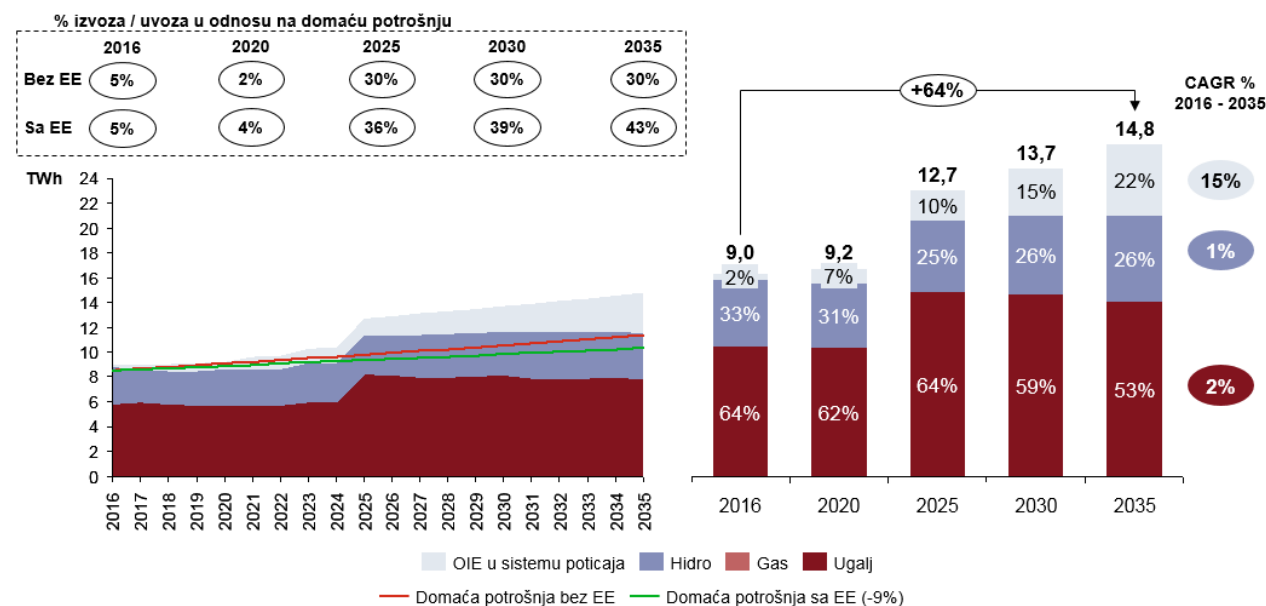 % izvoza / uvoza u odnosu na domaću potrošnju
2016 2020 2025 2030 2035
Bez EE 5% 2% 30% 30% 30%
Sa EE 5% 4% 36% 39% 43%
TWh
24
22
20
18
16
14
12
10
8
6
4
2
0
2016 2017 2018 2019 2020 2021 2022 2023 2024 2025 2026 2027 2028 2029 2030 2031 2032 2033 2034 2035
+64%
CAGR %
2016 - 2035
9,0 9,2 12,7 13,7 14,8
2% 7% 10% 15% 22% 15%
33% 31% 25% 26% 26% 1%
64% 62% 64% 59% 53% 2%
2016 2020 2025 2030 2035
OIE u sistemu poticaja Hidro Gas Ugalj
Domaća potrošnja bez EE Domaća potrošnja sa EE (-9%)